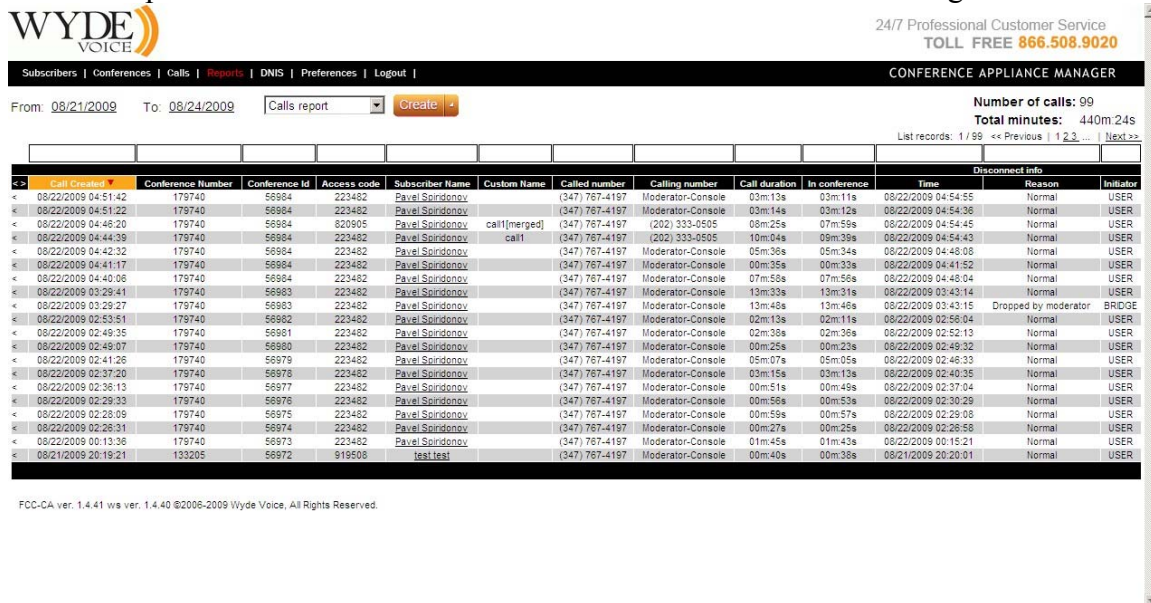 WYDE
VOICE
24/7 Professional Customer Service
TOLL FREE 866.508.9020
Subscribers | Conferences | Calls | Reports | DNIS | Preferences | Logout |
CONFERENCE APPLIANCE MANAGER
From: 08/21/2009 To: 08/24/2009 Calls report Create
Number of calls: 99
Total minutes: 440m:24s
List records: 1 / 99 << Previous | 1 2 3 ... | Next >>
Disconnect info
< > Call Created Conference Number Conference Id Access code Subscriber Name Custom Name Called number Calling number Call duration In conference Time Reason Initiator
< 08/22/2009 04:51:42 179740 56984 223482 Pavel Spiridonov (347) 767-4197 Moderator-Console 03m:13s 03m:11s 08/22/2009 04:54:55 Normal USER
< 08/22/2009 04:51:22 179740 56984 223482 Pavel Spiridonov (347) 767-4197 Moderator-Console 03m:14s 03m:12s 08/22/2009 04:54:36 Normal USER
< 08/22/2009 04:46:20 179740 56984 820905 Pavel Spiridonov call1[merged] (347) 767-4197 (202) 333-0505 08m:25s 07m:59s 08/22/2009 04:54:45 Normal USER
< 08/22/2009 04:44:39 179740 56984 223482 Pavel Spiridonov call1 (347) 767-4197 (202) 333-0505 10m:04s 09m:39s 08/22/2009 04:54:43 Normal USER
< 08/22/2009 04:42:32 179740 56984 223482 Pavel Spiridonov (347) 767-4197 Moderator-Console 05m:36s 05m:34s 08/22/2009 04:48:08 Normal USER
< 08/22/2009 04:41:17 179740 56984 223482 Pavel Spiridonov (347) 767-4197 Moderator-Console 00m:35s 00m:33s 08/22/2009 04:41:52 Normal USER
< 08/22/2009 04:40:06 179740 56984 223482 Pavel Spiridonov (347) 767-4197 Moderator-Console 07m:58s 07m:56s 08/22/2009 04:48:04 Normal USER
< 08/22/2009 03:29:41 179740 56983 223482 Pavel Spiridonov (347) 767-4197 Moderator-Console 13m:33s 13m:31s 08/22/2009 03:43:14 Normal USER
< 08/22/2009 03:29:27 179740 56983 223482 Pavel Spiridonov (347) 767-4197 Moderator-Console 13m:48s 13m:46s 08/22/2009 03:43:15 Dropped by moderator BRIDGE
< 08/22/2009 02:53:51 179740 56982 223482 Pavel Spiridonov (347) 767-4197 Moderator-Console 02m:13s 02m:11s 08/22/2009 02:56:04 Normal USER
< 08/22/2009 02:49:35 179740 56981 223482 Pavel Spiridonov (347) 767-4197 Moderator-Console 02m:38s 02m:36s 08/22/2009 02:52:13 Normal USER
< 08/22/2009 02:49:07 179740 56980 223482 Pavel Spiridonov (347) 767-4197 Moderator-Console 00m:25s 00m:23s 08/22/2009 02:49:32 Normal USER
< 08/22/2009 02:41:26 179740 56979 223482 Pavel Spiridonov (347) 767-4197 Moderator-Console 05m:07s 05m:05s 08/22/2009 02:46:33 Normal USER
< 08/22/2009 02:37:20 179740 56978 223482 Pavel Spiridonov (347) 767-4197 Moderator-Console 03m:15s 03m:13s 08/22/2009 02:40:35 Normal USER
< 08/22/2009 02:36:13 179740 56977 223482 Pavel Spiridonov (347) 767-4197 Moderator-Console 00m:51s 00m:49s 08/22/2009 02:37:04 Normal USER
< 08/22/2009 02:29:33 179740 56976 223482 Pavel Spiridonov (347) 767-4197 Moderator-Console 00m:56s 00m:53s 08/22/2009 02:30:29 Normal USER
< 08/22/2009 02:28:09 179740 56975 223482 Pavel Spiridonov (347) 767-4197 Moderator-Console 00m:59s 00m:57s 08/22/2009 02:29:08 Normal USER
< 08/22/2009 02:26:31 179740 56974 223482 Pavel Spiridonov (347) 767-4197 Moderator-Console 00m:27s 00m:25s 08/22/2009 02:26:58 Normal USER
< 08/22/2009 00:13:36 179740 56973 223482 Pavel Spiridonov (347) 767-4197 Moderator-Console 01m:45s 01m:43s 08/22/2009 00:15:21 Normal USER
< 08/21/2009 20:19:21 133205 56972 919508 test test (347) 767-4197 Moderator-Console 00m:40s 00m:38s 08/21/2009 20:20:01 Normal USER
FCC-CA ver. 1.4.41 ws ver. 1.4.40 ©2006-2009 Wyde Voice, All Rights Reserved.